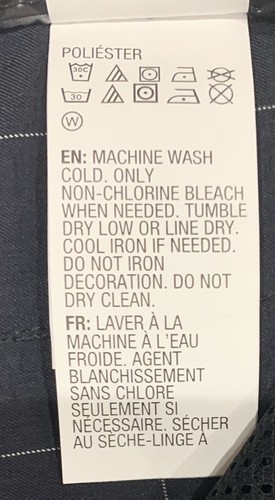 POLIÉSTER
30C
30
W
EN: MACHINE WASH
COLD. ONLY
NON-CHLORINE BLEACH
WHEN NEEDED. TUMBLE
DRY LOW OR LINE DRY.
COOL IRON IF NEEDED.
DO NOT IRON
DECORATION. DO NOT
DRY CLEAN.
FR: LAVER À LA
MACHINE À L'EAU
FROIDE. AGENT
BLANCHISSEMENT
SANS CHLORE
SEULEMENT SI
NÉCESSAIRE. SÉCHER
AU SÈCHE-LINGE À